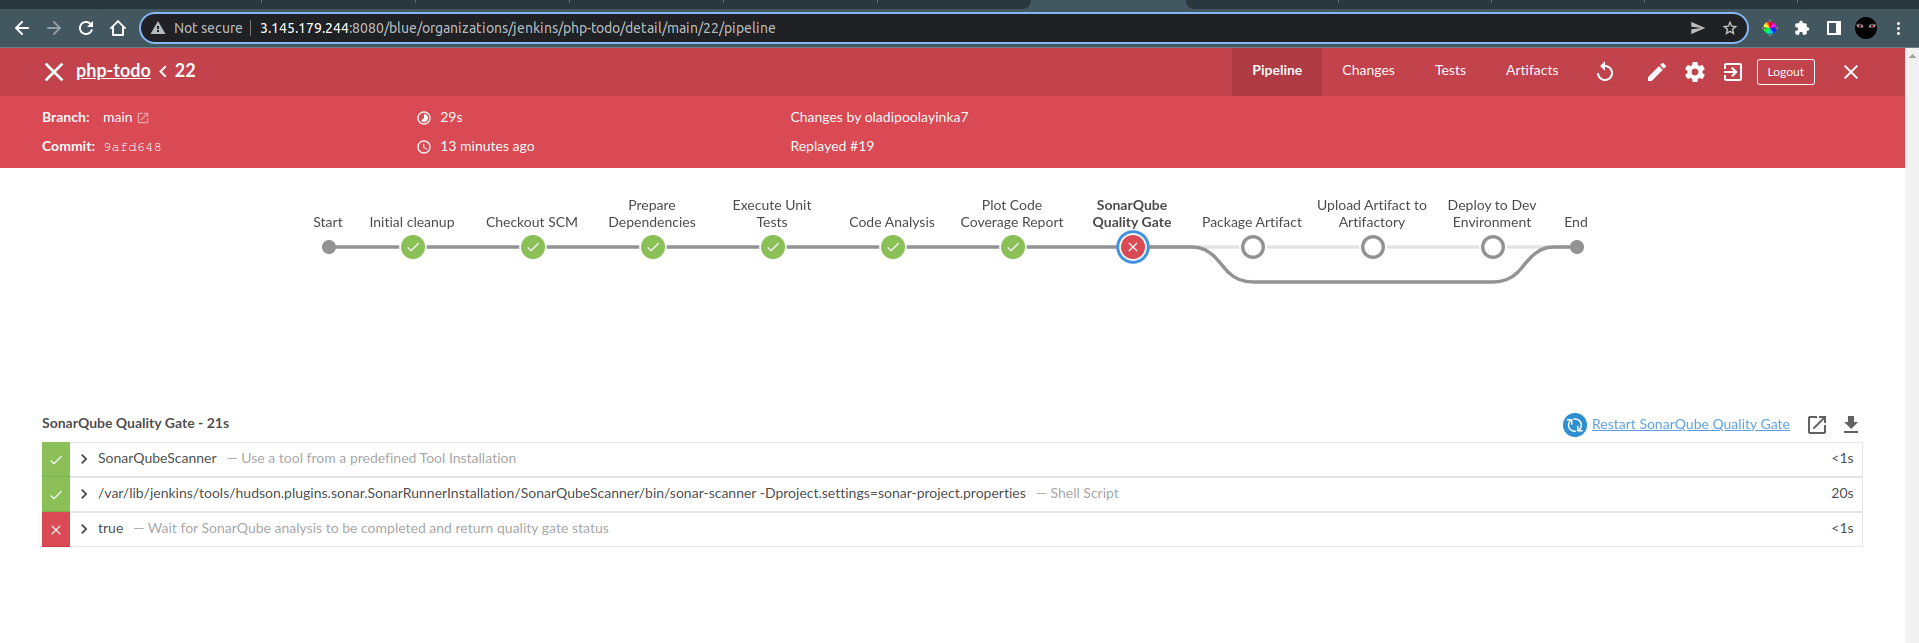 Not secure 3.145.179.244:8080/blue/organizations/jenkins/php-todo/detail/main/22/pipeline
php-todo < 22
Pipeline Changes Tests Artifacts Logout
Branch: main 29s Changes by oladipoolayinka7
Commit: 9afd648 13 minutes ago Replayed #19
Start
Initial cleanup
Checkout SCM
Prepare
Dependencies
Execute Unit
Tests
Code Analysis
Plot Code
Coverage Report
SonarQube
Quality Gate
Package Artifact
Upload Artifact to
Artifactory
Deploy to Dev
Environment
End
SonarQube Quality Gate - 21s Restart SonarQube Quality Gate
SonarQubeScanner — Use a tool from a predefined Tool Installation <1s
/var/lib/jenkins/tools/hudson.plugins.sonar.SonarRunnerInstallation/SonarQubeScanner/bin/sonar-scanner -Dproject.settings=sonar-project.properties — Shell Script 20s
true — Wait for SonarQube analysis to be completed and return quality gate status <1s